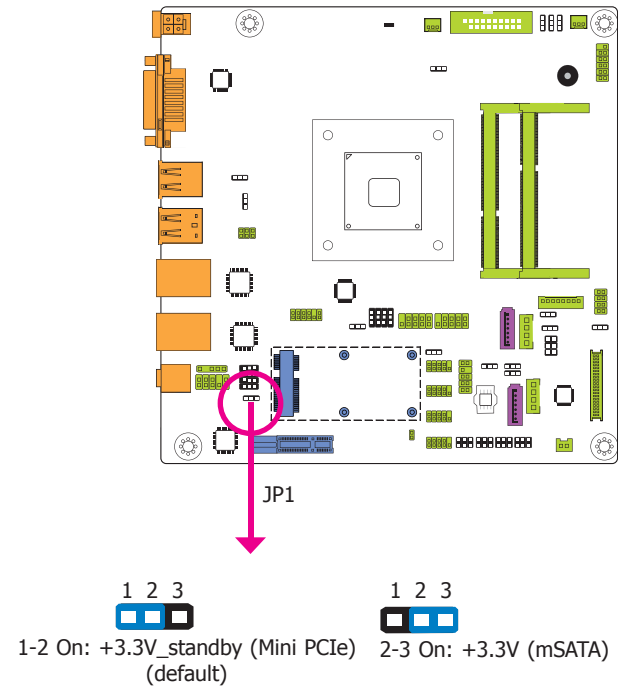 JP1
1 2 3
1-2 On: +3.3V_standby (Mini PCIe)
(default)
1 2 3
2-3 On: +3.3V (mSATA)